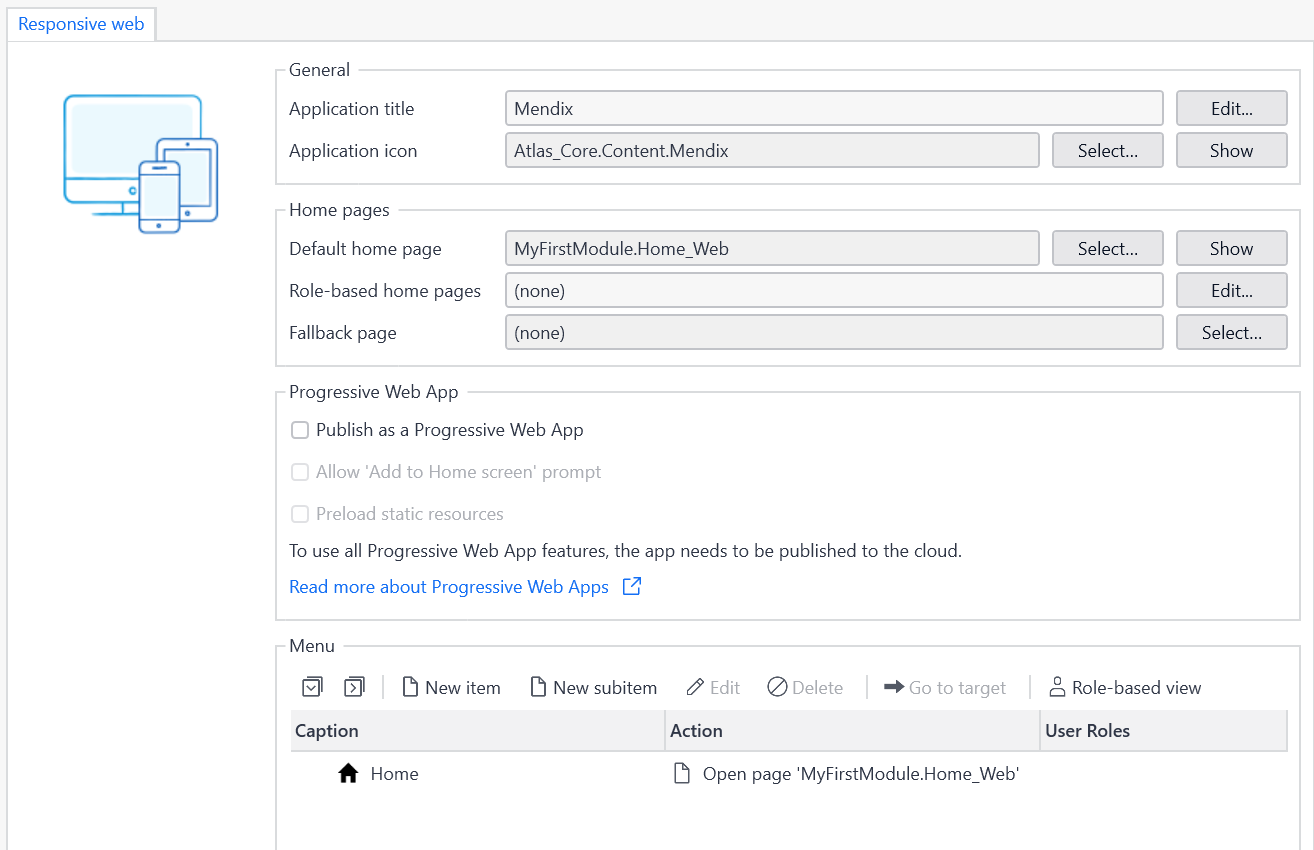 Responsive web
General
Application title Mendix Edit...
Application icon Atlas_Core.Content.Mendix Select... Show
Home pages
Default home page MyFirstModule.Home_Web Select... Show
Role-based home pages (none) Edit...
Fallback page (none) Select...
Progressive Web App
Publish as a Progressive Web App
Allow 'Add to Home screen' prompt
Preload static resources
To use all Progressive Web App features, the app needs to be published to the cloud.
Read more about Progressive Web Apps
Menu
New item New subitem Edit Delete Go to target Role-based view
Caption Action User Roles
Home Open page 'MyFirstModule.Home_Web'